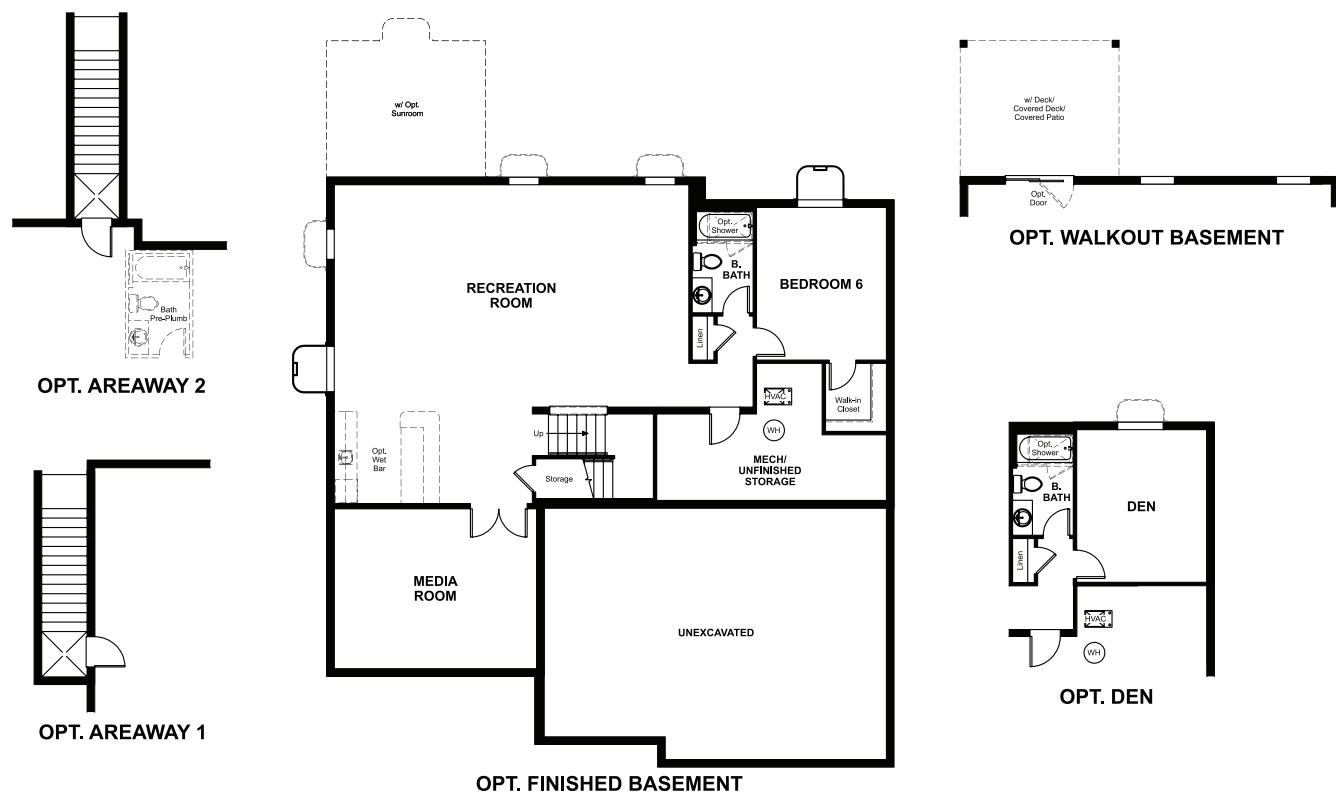 w/ Opt.
Sunroom
w/ Deck/
Covered Deck/
Covered Patio
Opt.
Door
OPT. WALKOUT BASEMENT
Bath
Pre-Plumb
OPT. AREAWAY 2
OPT. AREAWAY 1
RECREATION
ROOM
Opt.
Shower
B.
BATH
BEDROOM 6
Linen
HVAC
WH
Walk-in
Closet
MECH/
UNFINISHED
STORAGE
Up
Storage
Opt.
Wet
Bar
MEDIA
ROOM
UNEXCAVATED
OPT. FINISHED BASEMENT
Opt.
Shower
B.
BATH
DEN
Linen
HVAC
WH
OPT. DEN